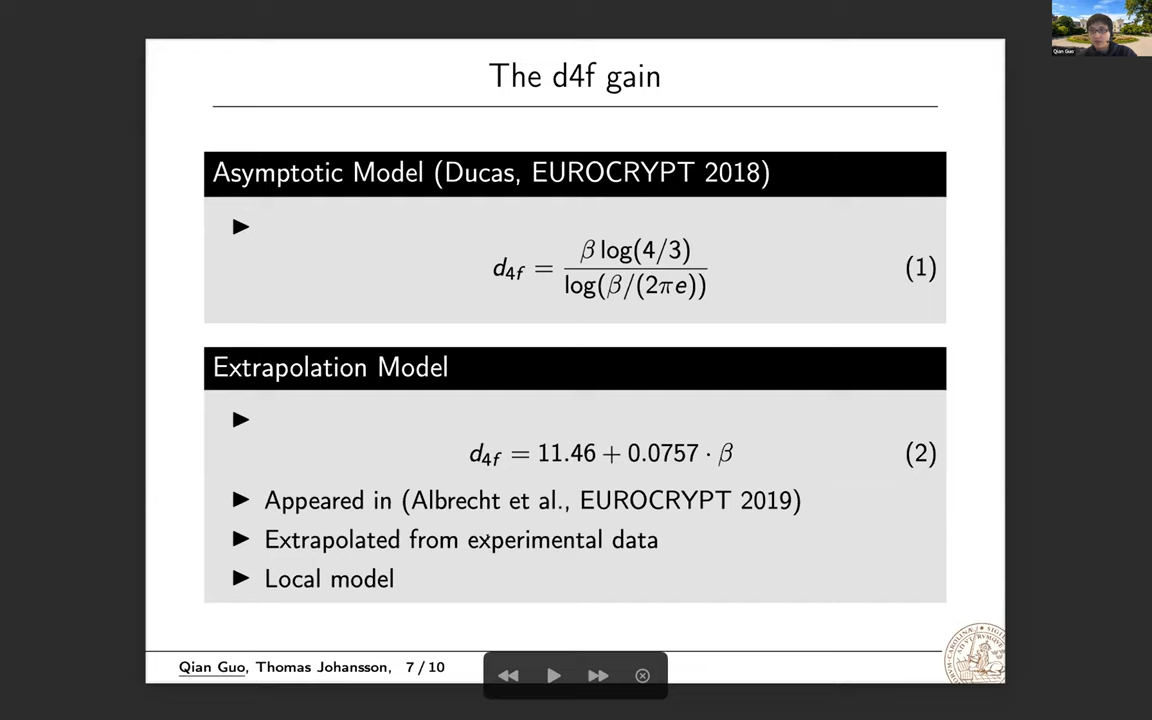 Qian Guo
The d4f gain
Asymptotic Model (Ducas, EUROCRYPT 2018)
▶
d4f = β log(4/3) / log(β/(2πe)) (1)
Extrapolation Model
▶
d4f = 11.46 + 0.0757 · β (2)
▶ Appeared in (Albrecht et al., EUROCRYPT 2019)
▶ Extrapolated from experimental data
▶ Local model
Qian Guo, Thomas Johansson, 7 / 10